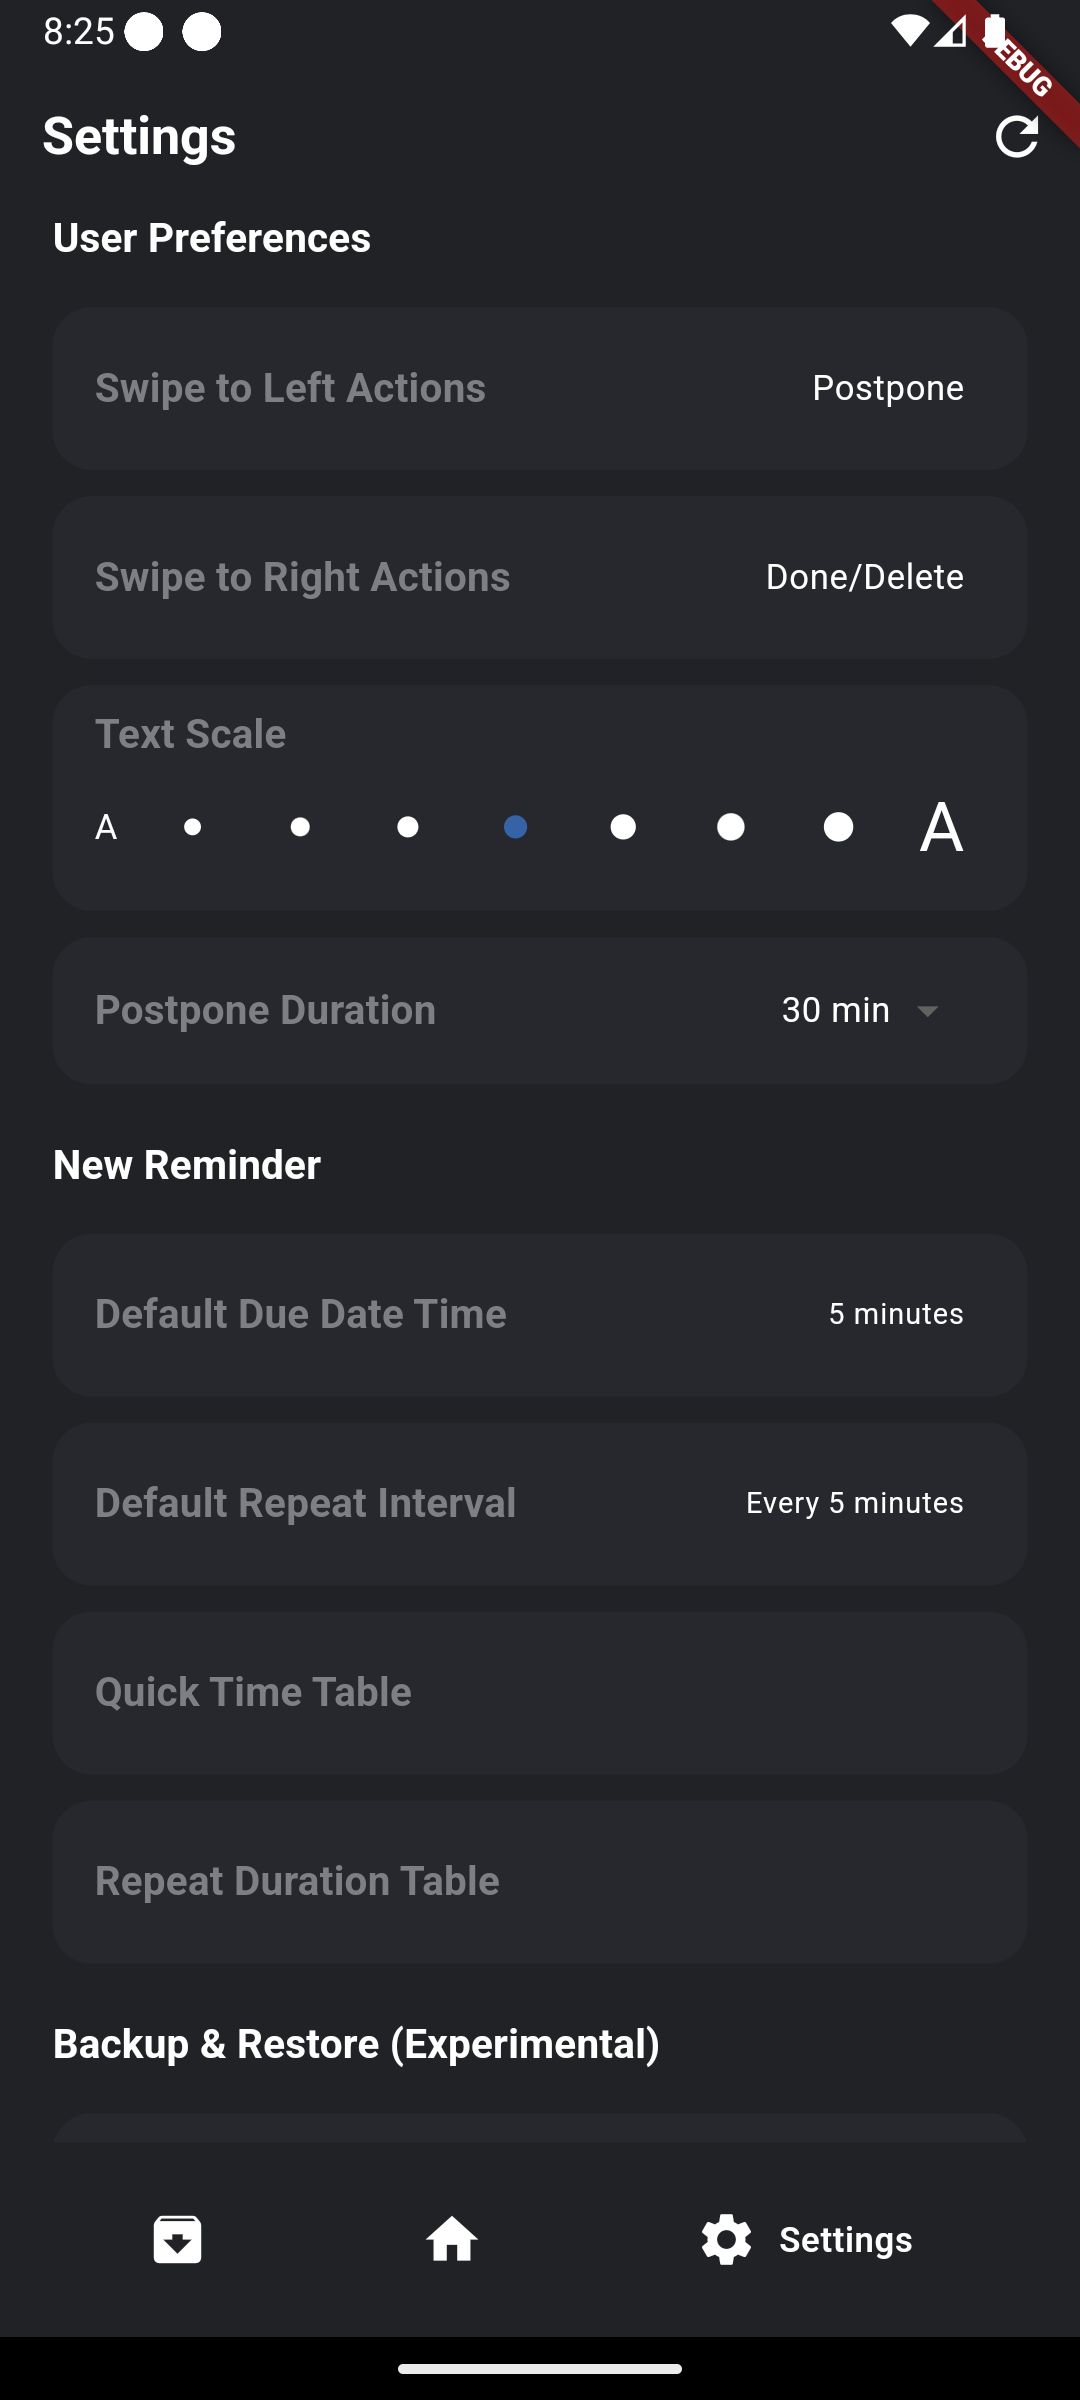 8:25
Settings
User Preferences
Swipe to Left Actions Postpone
Swipe to Right Actions Done/Delete
Text Scale
A A
Postpone Duration 30 min
New Reminder
Default Due Date Time 5 minutes
Default Repeat Interval Every 5 minutes
Quick Time Table
Repeat Duration Table
Backup & Restore (Experimental)
Settings